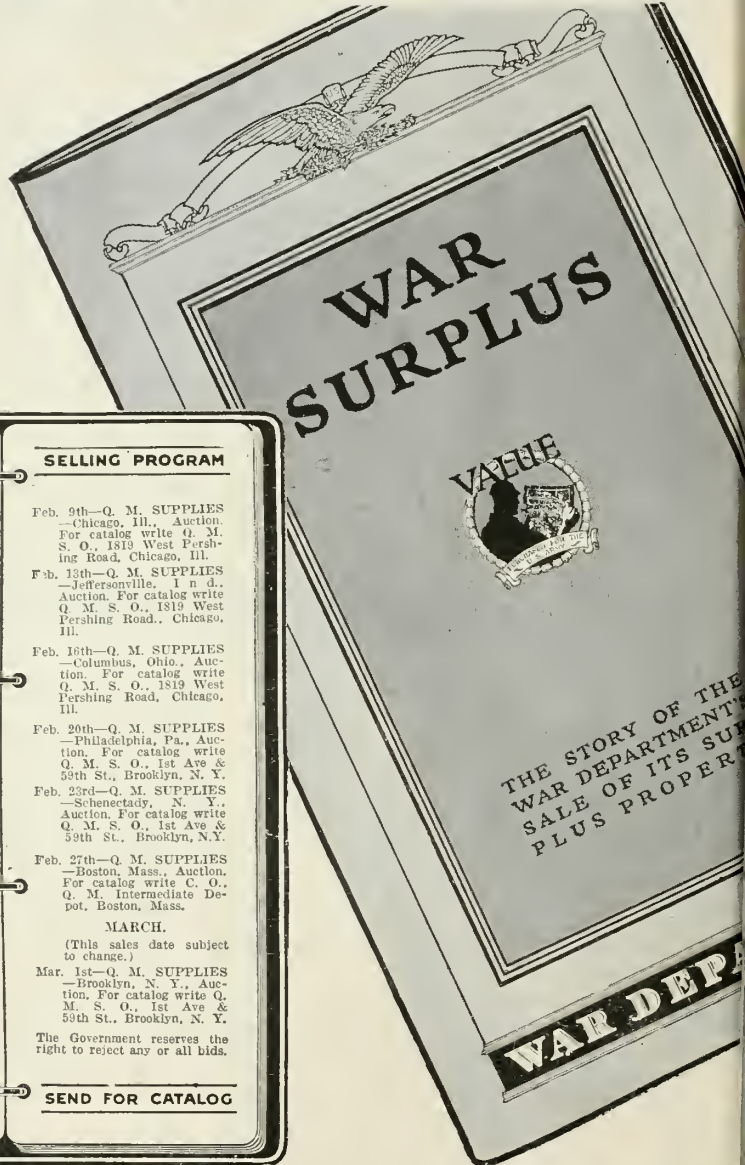 SELLING PROGRAM
Feb. 9th—Q. M. SUPPLIES
—Chicago, Ill., Auction.
For catalog write Q. M.
S. O., 1819 West Persh-
ing Road, Chicago, Ill.
Feb. 13th—Q. M. SUPPLIES
—Jeffersonville, Ind.,
Auction. For catalog write
Q. M. S. O., 1819 West
Pershing Road., Chicago,
Ill.
Feb. 16th—Q. M. SUPPLIES
—Columbus, Ohio., Auc-
tion. For catalog write
Q. M. S. O., 1819 West
Pershing Road, Chicago,
Ill.
Feb. 20th—Q. M. SUPPLIES
—Philadelphia, Pa., Auc-
tion. For catalog write
Q. M. S. O., 1st Ave &
59th St., Brooklyn, N. Y.
Feb. 23rd—Q. M. SUPPLIES
—Schenectady, N. Y.,
Auction. For catalog write
Q. M. S. O., 1st Ave &
59th St., Brooklyn, N.Y.
Feb. 27th—Q. M. SUPPLIES
—Boston, Mass., Auction.
For catalog write C. O.,
Q. M. Intermediate De-
pot, Boston, Mass.
MARCH.
(This sales date subject
to change.)
Mar. 1st—Q. M. SUPPLIES
—Brooklyn, N. Y., Auc-
tion, For catalog write Q.
M. S. O., 1st Ave &
59th St., Brooklyn, N. Y.
The Government reserves the
right to reject any or all bids.
SEND FOR CATALOG
WAR
SURPLUS
VALUE
PURCHASED FOR THE
U.S. ARMY
THE STORY OF THE
WAR DEPARTMENT'S
SALE OF ITS SUR
PLUS PROPERT
WAR DEPA